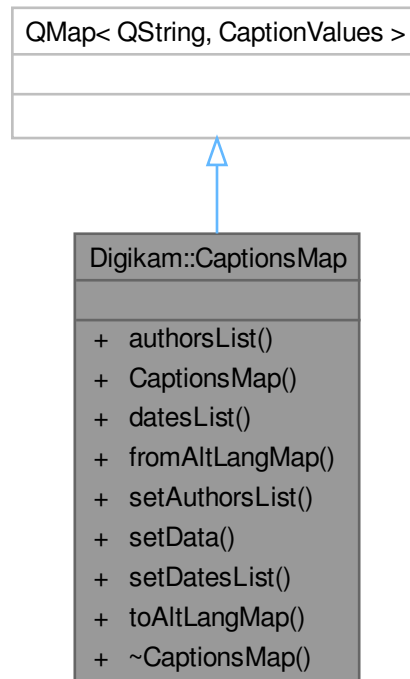 QMap< QString, CaptionValues >
Digikam::CaptionsMap
+ authorsList()
+ CaptionsMap()
+ datesList()
+ fromAltLangMap()
+ setAuthorsList()
+ setData()
+ setDatesList()
+ toAltLangMap()
+ ~CaptionsMap()